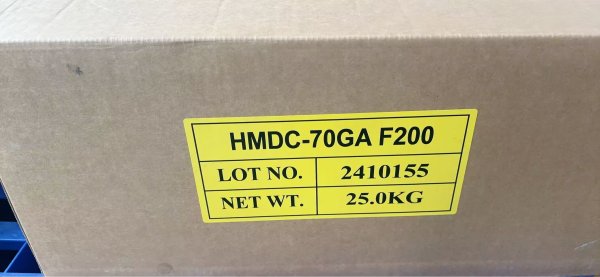 HMDC-70GA F200
LOT NO. 2410155
NET WT. 25.0KG